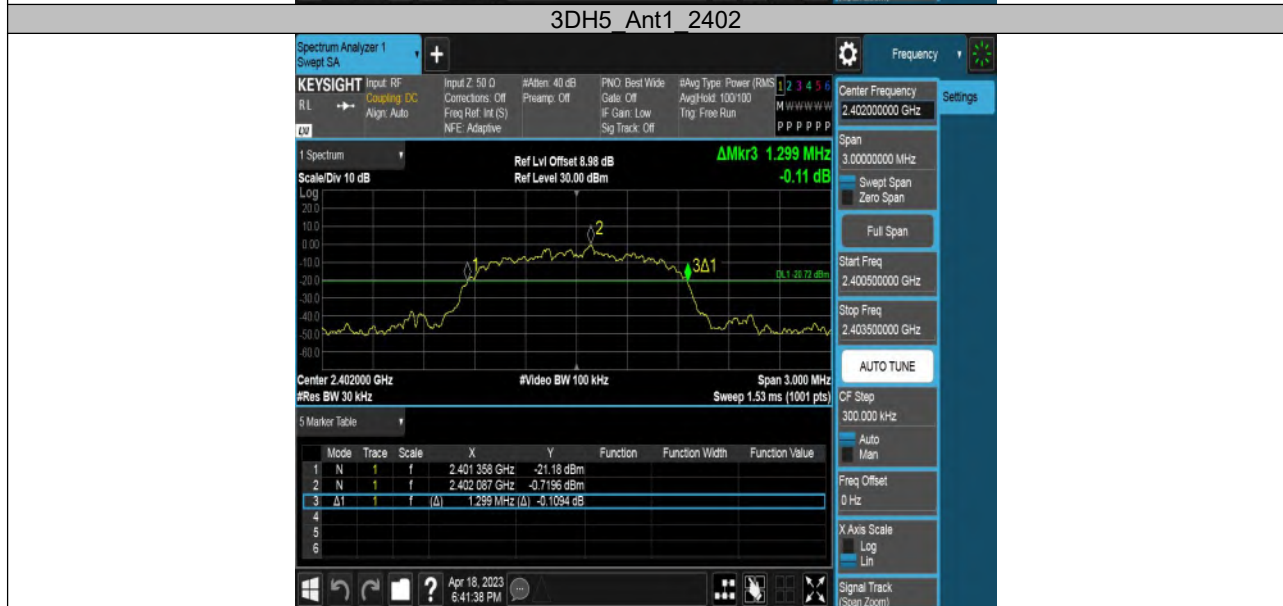 3DH5_Ant1_2402
Spectrum Analyzer 1
Swept SA
+
Frequency
KEYSIGHT
Input: RF
Input Z: 50 Ω
#Atten: 40 dB
PNO: Best Wide
#Avg Type: Power (RMS
1 2 3 4 5 6
RL
Coupling: DC
Corrections: Off
Preamp: Off
Gate: Off
Avg|Hold: 100/100
M W W W W W
Align: Auto
Freq Ref: Int (S)
IF Gain: Low
Trig: Free Run
LXI
NFE: Adaptive
Sig Track: Off
P P P P P P
Center Frequency
2.402000000 GHz
Settings
Span
3.00000000 MHz
Swept Span
Zero Span
Full Span
Start Freq
2.400500000 GHz
Stop Freq
2.403500000 GHz
AUTO TUNE
CF Step
300.000 kHz
Auto
Man
Freq Offset
0 Hz
X Axis Scale
Log
Lin
Signal Track
(Span Zoom)
1 Spectrum
Ref Lvl Offset 8.98 dB
ΔMkr3 1.299 MHz
Scale/Div 10 dB
Ref Level 30.00 dBm
-0.11 dB
Log
20.0
10.0
0.00
-10.0
-20.0
-30.0
-40.0
-50.0
-60.0
1
2
3Δ1
DL1 -20.72 dBm
Center 2.402000 GHz
#Video BW 100 kHz
Span 3.000 MHz
#Res BW 30 kHz
Sweep 1.53 ms (1001 pts)
5 Marker Table
Mode Trace Scale X Y Function Function Width Function Value
1 N 1 f 2.401 358 GHz -21.18 dBm
2 N 1 f 2.402 087 GHz -0.7196 dBm
3 Δ1 1 f (Δ) 1.299 MHz (Δ) -0.1094 dB
4
5
6
?
Apr 18, 2023
6:41:38 PM